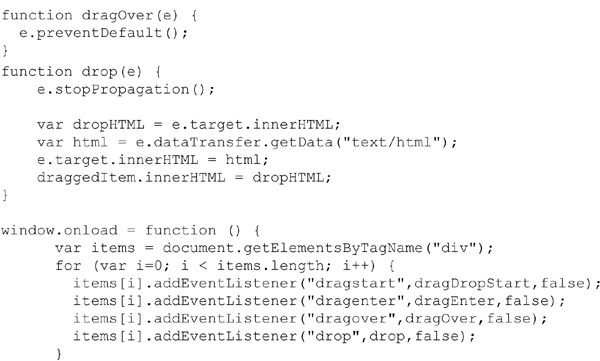 function dragOver(e) {
  e.preventDefault();
}
function drop(e) {
    e.stopPropagation();

    var dropHTML = e.target.innerHTML;
    var html = e.dataTransfer.getData("text/html");
    e.target.innerHTML = html;
    draggedItem.innerHTML = dropHTML;
}

window.onload = function () {
      var items = document.getElementsByTagName("div");
      for (var i=0; i < items.length; i++) {
        items[i].addEventListener("dragstart",dragDropStart,false);
        items[i].addEventListener("dragenter",dragEnter,false);
        items[i].addEventListener("dragover",dragOver,false);
        items[i].addEventListener("drop",drop,false);
      }